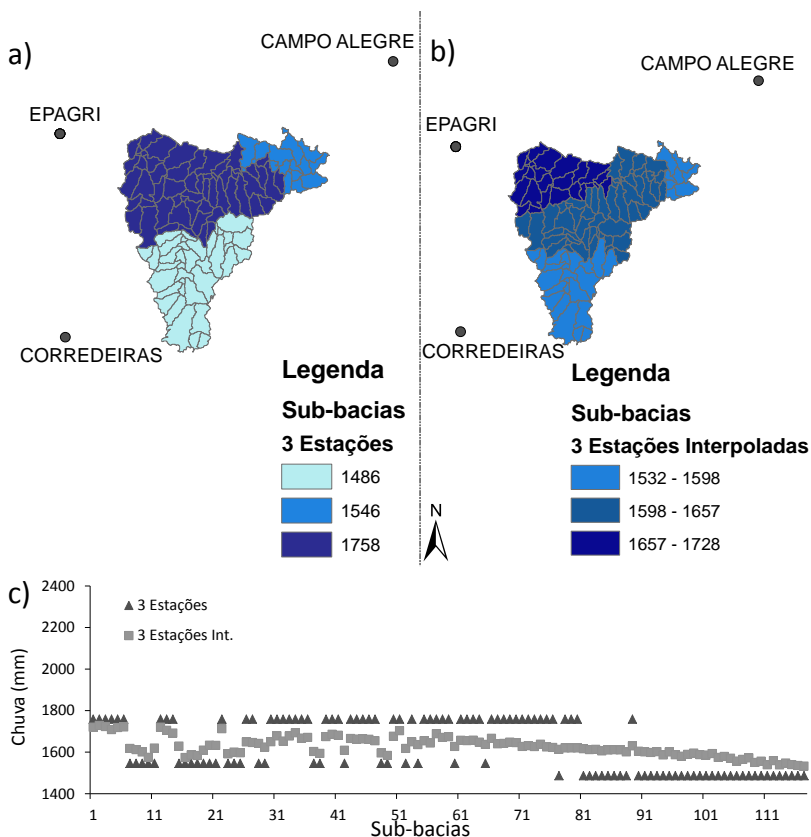 a)
CAMPO ALEGRE
EPAGRI
CORREDEIRAS
Legenda
Sub-bacias
3 Estações
1486
1546
1758
b)
CAMPO ALEGRE
EPAGRI
CORREDEIRAS
Legenda
Sub-bacias
3 Estações Interpoladas
1532 - 1598
1598 - 1657
1657 - 1728
N
c)
3 Estações
3 Estações Int.
Chuva (mm)
2400
2200
2000
1800
1600
1400
1 11 21 31 41 51 61 71 81 91 101 111
Sub-bacias